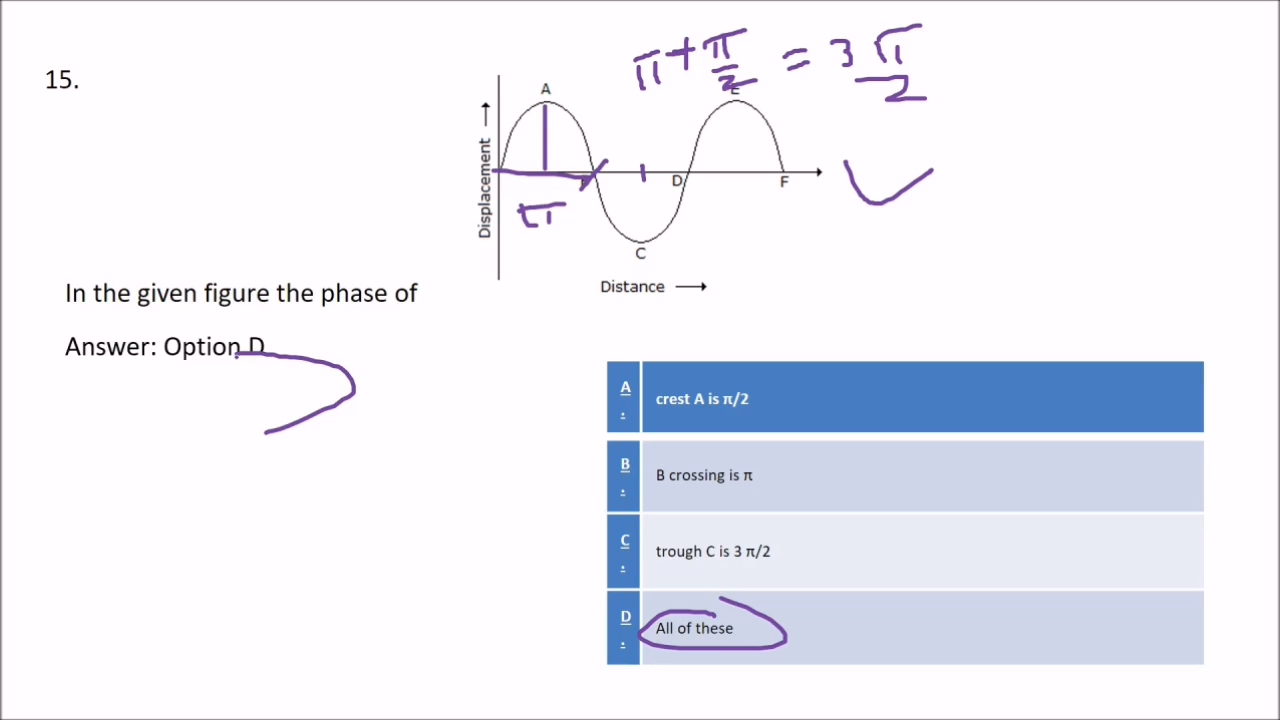 15.
π + π/2 = 3π/2
A
E
Displacement
D
F
π
C
Distance
In the given figure the phase of
Answer: Option D
A. crest A is π/2
B. B crossing is π
C. trough C is 3 π/2
D. All of these